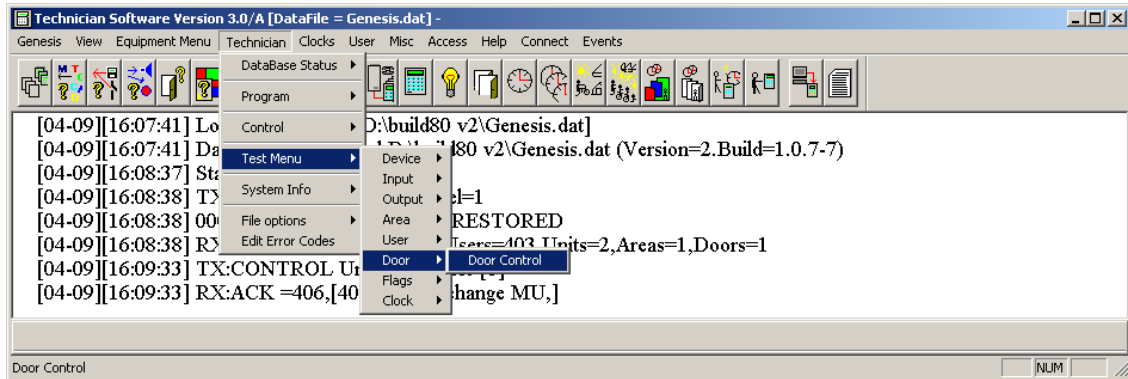 Technician Software Version 3.0/A [DataFile = Genesis.dat] -
Genesis View Equipment Menu Technician Clocks User Misc Access Help Connect Events
DataBase Status
Program
Control
Test Menu
System Info
File options
Edit Error Codes
Device
Input
Output
Area
User
Door
Flags
Clock
Door Control
[04-09][16:07:41] Lo D:\build80 v2\Genesis.dat]
[04-09][16:07:41] Da D:\build80 v2\Genesis.dat (Version=2.Build=1.0.7-7)
[04-09][16:08:37] Sta
[04-09][16:08:38] TX el=1
[04-09][16:08:38] 00 RESTORED
[04-09][16:08:38] RX Users=403,Units=2,Areas=1,Doors=1
[04-09][16:09:33] TX:CONTROL Un
[04-09][16:09:33] RX:ACK =406,[40 hange MU,]
Door Control
NUM